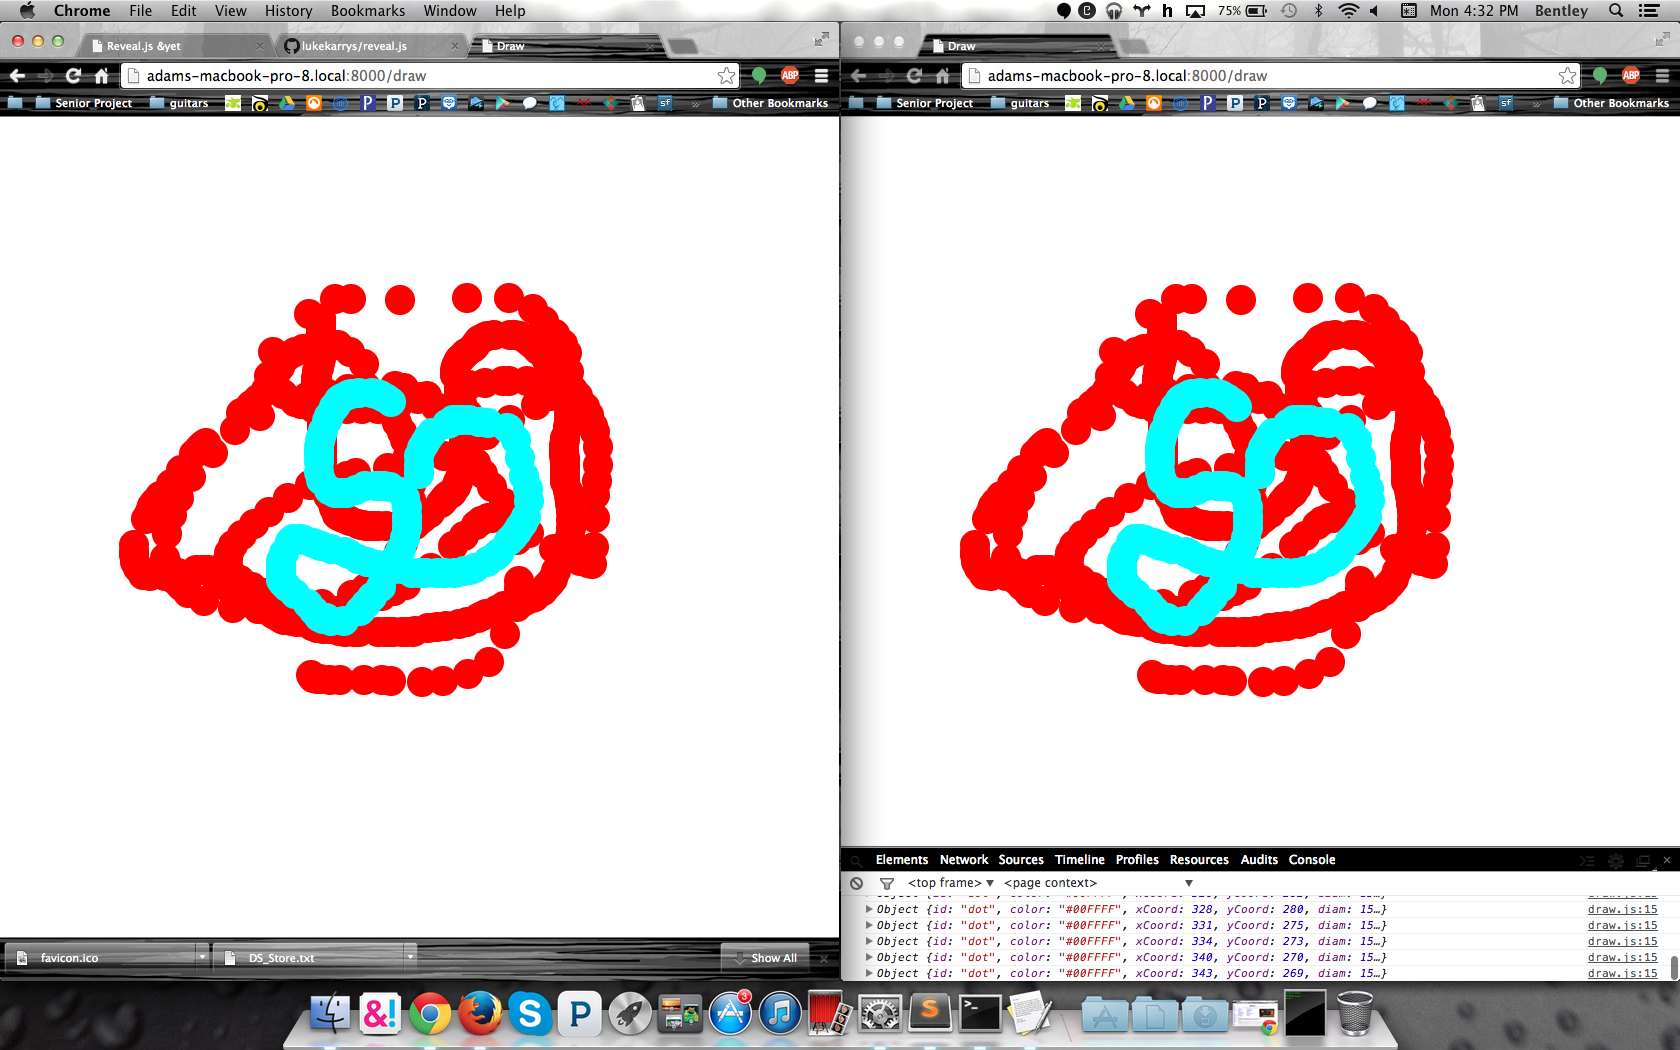 Chrome File Edit View History Bookmarks Window Help 75% Mon 4:32 PM Bentley
Reveal.js &yet lukekarrys/reveal.js Draw
adams-macbook-pro-8.local:8000/draw ABP
Senior Project guitars P P P sf » Other Bookmarks
Draw
adams-macbook-pro-8.local:8000/draw ABP
Senior Project guitars P P P sf » Other Bookmarks
Elements Network Sources Timeline Profiles Resources Audits Console
<top frame> <page context>
Object {id: "dot", color: "#00FFFF", xCoord: 328, yCoord: 280, diam: 15…} draw.js:15
Object {id: "dot", color: "#00FFFF", xCoord: 331, yCoord: 275, diam: 15…} draw.js:15
Object {id: "dot", color: "#00FFFF", xCoord: 334, yCoord: 273, diam: 15…} draw.js:15
Object {id: "dot", color: "#00FFFF", xCoord: 340, yCoord: 270, diam: 15…} draw.js:15
Object {id: "dot", color: "#00FFFF", xCoord: 343, yCoord: 269, diam: 15…} draw.js:15
favicon.ico DS_Store.txt Show All
&! S P 3 S